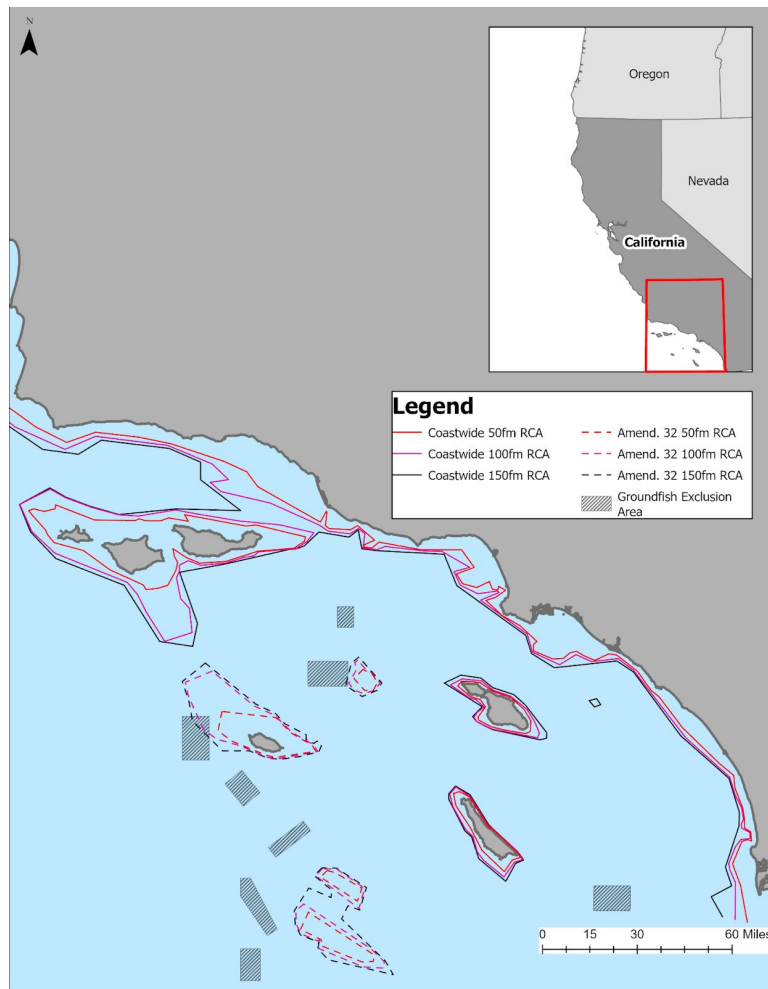 N
Oregon
Nevada
California
Legend
Coastwide 50fm RCA
Amend. 32 50fm RCA
Coastwide 100fm RCA
Amend. 32 100fm RCA
Coastwide 150fm RCA
Amend. 32 150fm RCA
Groundfish Exclusion
Area
0 15 30 60 Miles